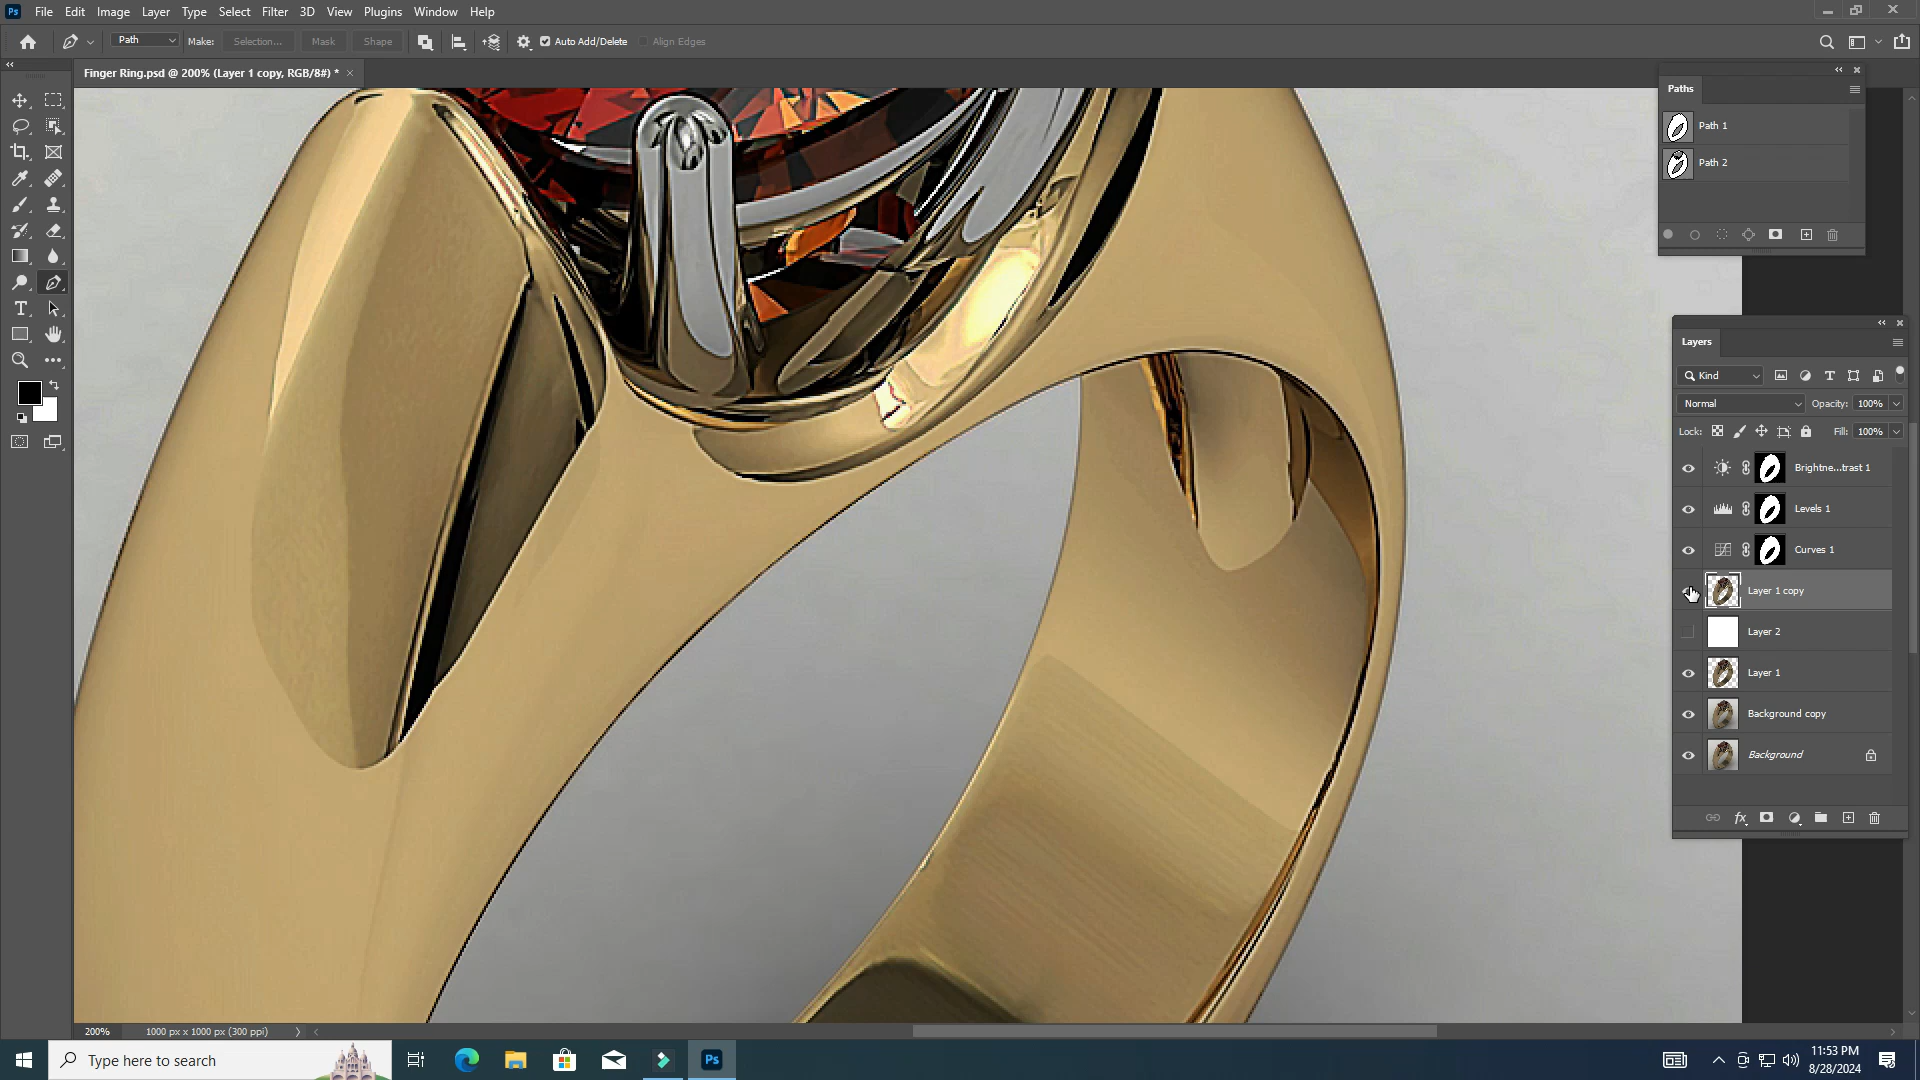 Ps File Edit Image Layer Type Select Filter 3D View Plugins Window Help
Path Make: Selection... Mask Shape Auto Add/Delete Align Edges
Finger Ring.psd @ 200% (Layer 1 copy, RGB/8#) *
Paths
Path 1
Path 2
Layers
Kind
Normal Opacity: 100%
Lock: Fill: 100%
Brightne...trast 1
Levels 1
Curves 1
Layer 1 copy
Layer 2
Layer 1
Background copy
Background
fx
200% 1000 px x 1000 px (300 ppi)
Type here to search
Ps
11:53 PM
8/28/2024